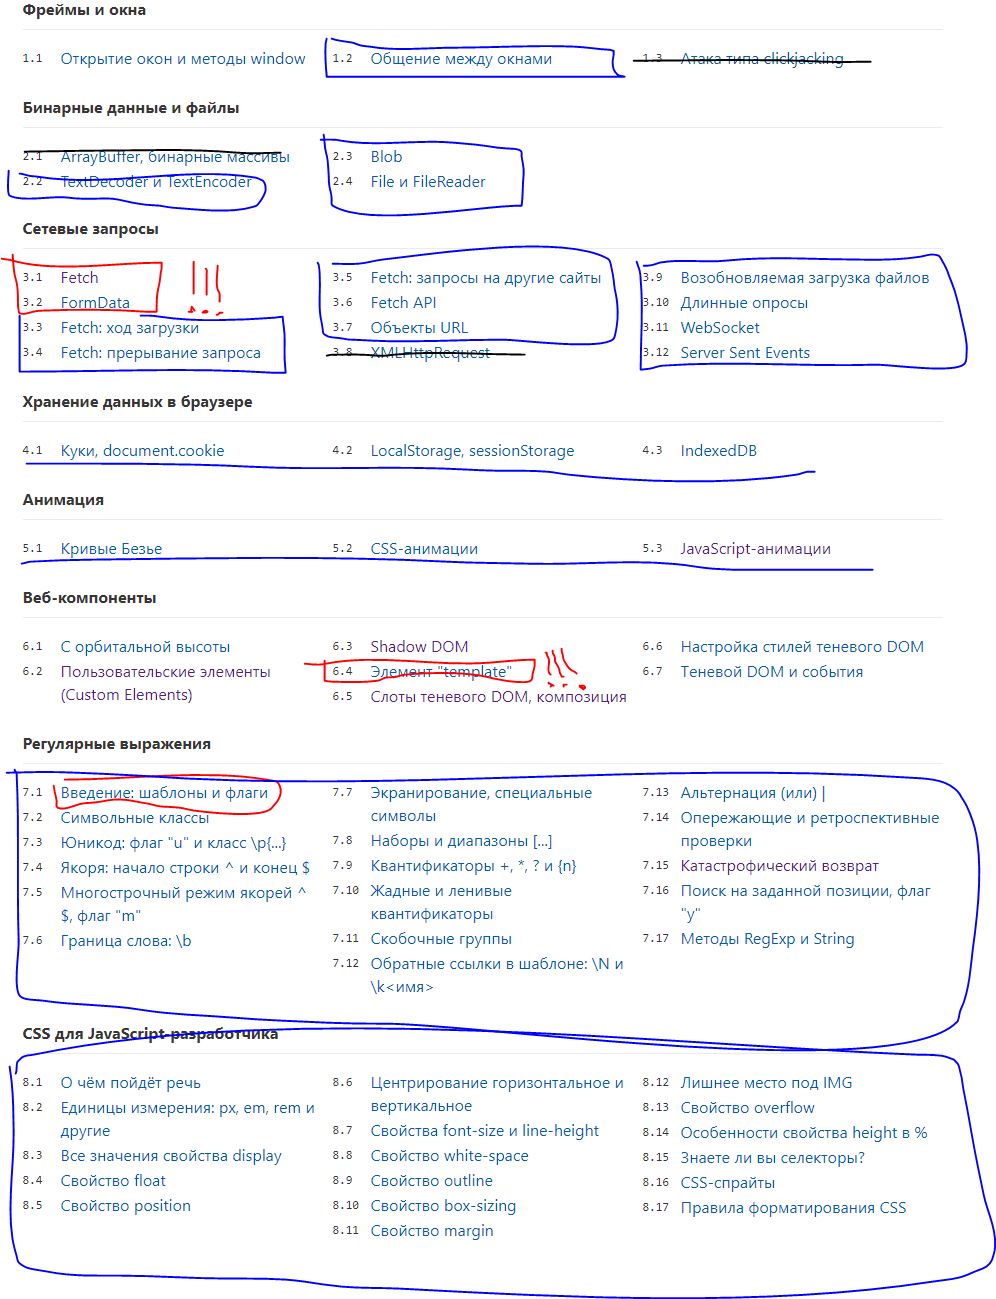 Фреймы и окна
1.1 Открытие окон и методы window
1.2 Общение между окнами
1.3 Атака типа clickjacking
Бинарные данные и файлы
2.1 ArrayBuffer, бинарные массивы
2.2 TextDecoder и TextEncoder
2.3 Blob
2.4 File и FileReader
Сетевые запросы
3.1 Fetch
3.2 FormData
3.3 Fetch: ход загрузки
3.4 Fetch: прерывание запроса
!!!
3.5 Fetch: запросы на другие сайты
3.6 Fetch API
3.7 Объекты URL
3.8 XMLHttpRequest
3.9 Возобновляемая загрузка файлов
3.10 Длинные опросы
3.11 WebSocket
3.12 Server Sent Events
Хранение данных в браузере
4.1 Куки, document.cookie
4.2 LocalStorage, sessionStorage
4.3 IndexedDB
Анимация
5.1 Кривые Безье
5.2 CSS-анимации
5.3 JavaScript-анимации
Веб-компоненты
6.1 С орбитальной высоты
6.2 Пользовательские элементы
(Custom Elements)
6.3 Shadow DOM
6.4 Элемент "template"
!!!
6.5 Слоты теневого DOM, композиция
6.6 Настройка стилей теневого DOM
6.7 Теневой DOM и события
Регулярные выражения
7.1 Введение: шаблоны и флаги
7.2 Символьные классы
7.3 Юникод: флаг "u" и класс \p{...}
7.4 Якоря: начало строки ^ и конец $
7.5 Многострочный режим якорей ^
$, флаг "m"
7.6 Граница слова: \b
7.7 Экранирование, специальные
символы
7.8 Наборы и диапазоны [...]
7.9 Квантификаторы +, *, ? и {n}
7.10 Жадные и ленивые
квантификаторы
7.11 Скобочные группы
7.12 Обратные ссылки в шаблоне: \N и
\k<имя>
7.13 Альтернация (или) |
7.14 Опережающие и ретроспективные
проверки
7.15 Катастрофический возврат
7.16 Поиск на заданной позиции, флаг
"y"
7.17 Методы RegExp и String
CSS для JavaScript-разработчика
8.1 О чём пойдёт речь
8.2 Единицы измерения: px, em, rem и
другие
8.3 Все значения свойства display
8.4 Свойство float
8.5 Свойство position
8.6 Центрирование горизонтальное и
вертикальное
8.7 Свойства font-size и line-height
8.8 Свойство white-space
8.9 Свойство outline
8.10 Свойство box-sizing
8.11 Свойство margin
8.12 Лишнее место под IMG
8.13 Свойство overflow
8.14 Особенности свойства height в %
8.15 Знаете ли вы селекторы?
8.16 CSS-спрайты
8.17 Правила форматирования CSS